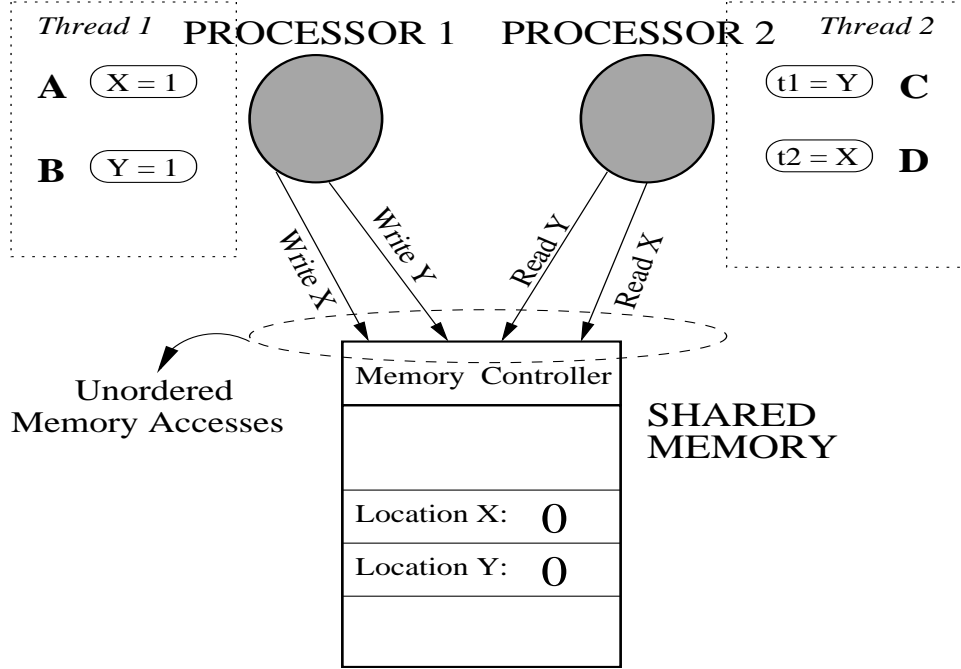 Thread 1
PROCESSOR 1
PROCESSOR 2
Thread 2
A X = 1
t1 = Y C
B Y = 1
t2 = X D
Write X
Write Y
Read Y
Read X
Unordered
Memory Accesses
Memory Controller
SHARED
MEMORY
Location X: 0
Location Y: 0